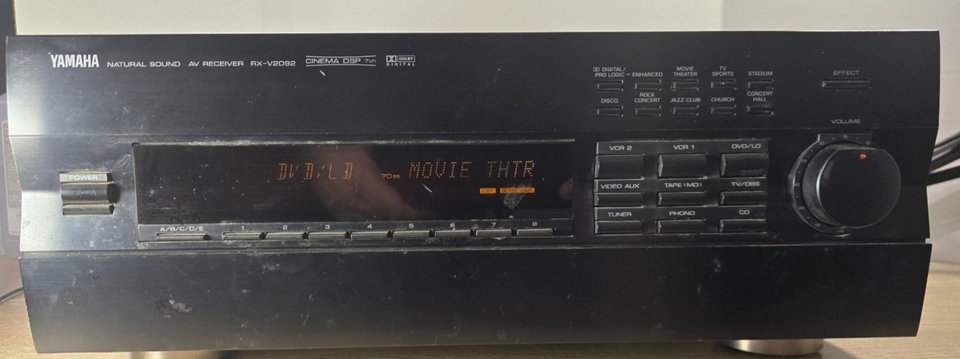 YAMAHA NATURAL SOUND AV RECEIVER RX-V2092 CINEMA DSP 7ch DOLBY DIGITAL
DIGITAL/ PRO LOGIC ENHANCED MOVIE THEATER TV SPORTS STADIUM
DISCO ROCK CONCERT JAZZ CLUB CHURCH CONCERT HALL
EFFECT
VOLUME
POWER
DVD/LD 70mm MOVIE THTR
DSP
A/B/C/D/E 1 2 3 4 5 6 7 8
VCR 2 VCR 1 DVD/LD
VIDEO AUX TAPE (MD) TV/DBS
TUNER PHONO CD